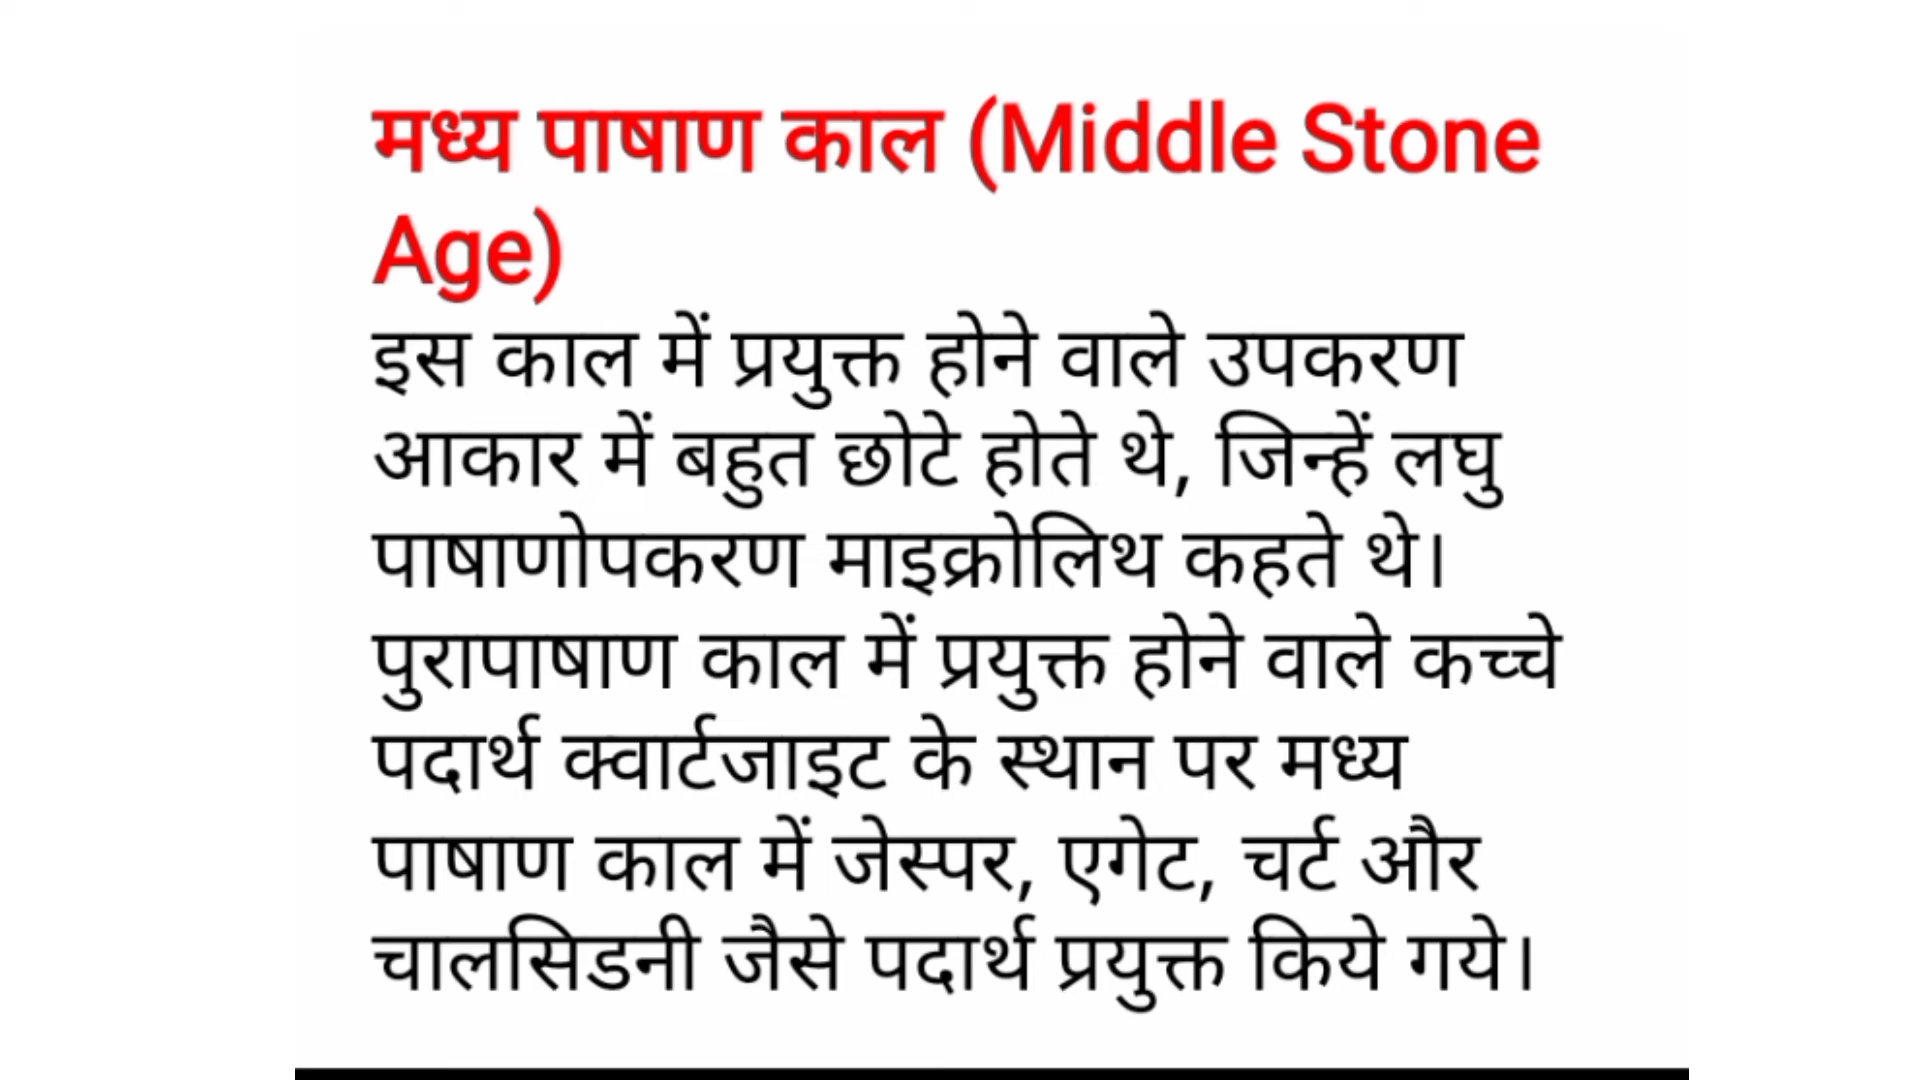 मध्य पाषाण काल (Middle Stone
Age)
इस काल में प्रयुक्त होने वाले उपकरण
आकार में बहुत छोटे होते थे, जिन्हें लघु
पाषाणोपकरण माइक्रोलिथ कहते थे।
पुरापाषाण काल में प्रयुक्त होने वाले कच्चे
पदार्थ क्वार्टजाइट के स्थान पर मध्य
पाषाण काल में जेस्पर, एगेट, चर्ट और
चालसिडनी जैसे पदार्थ प्रयुक्त किये गये।